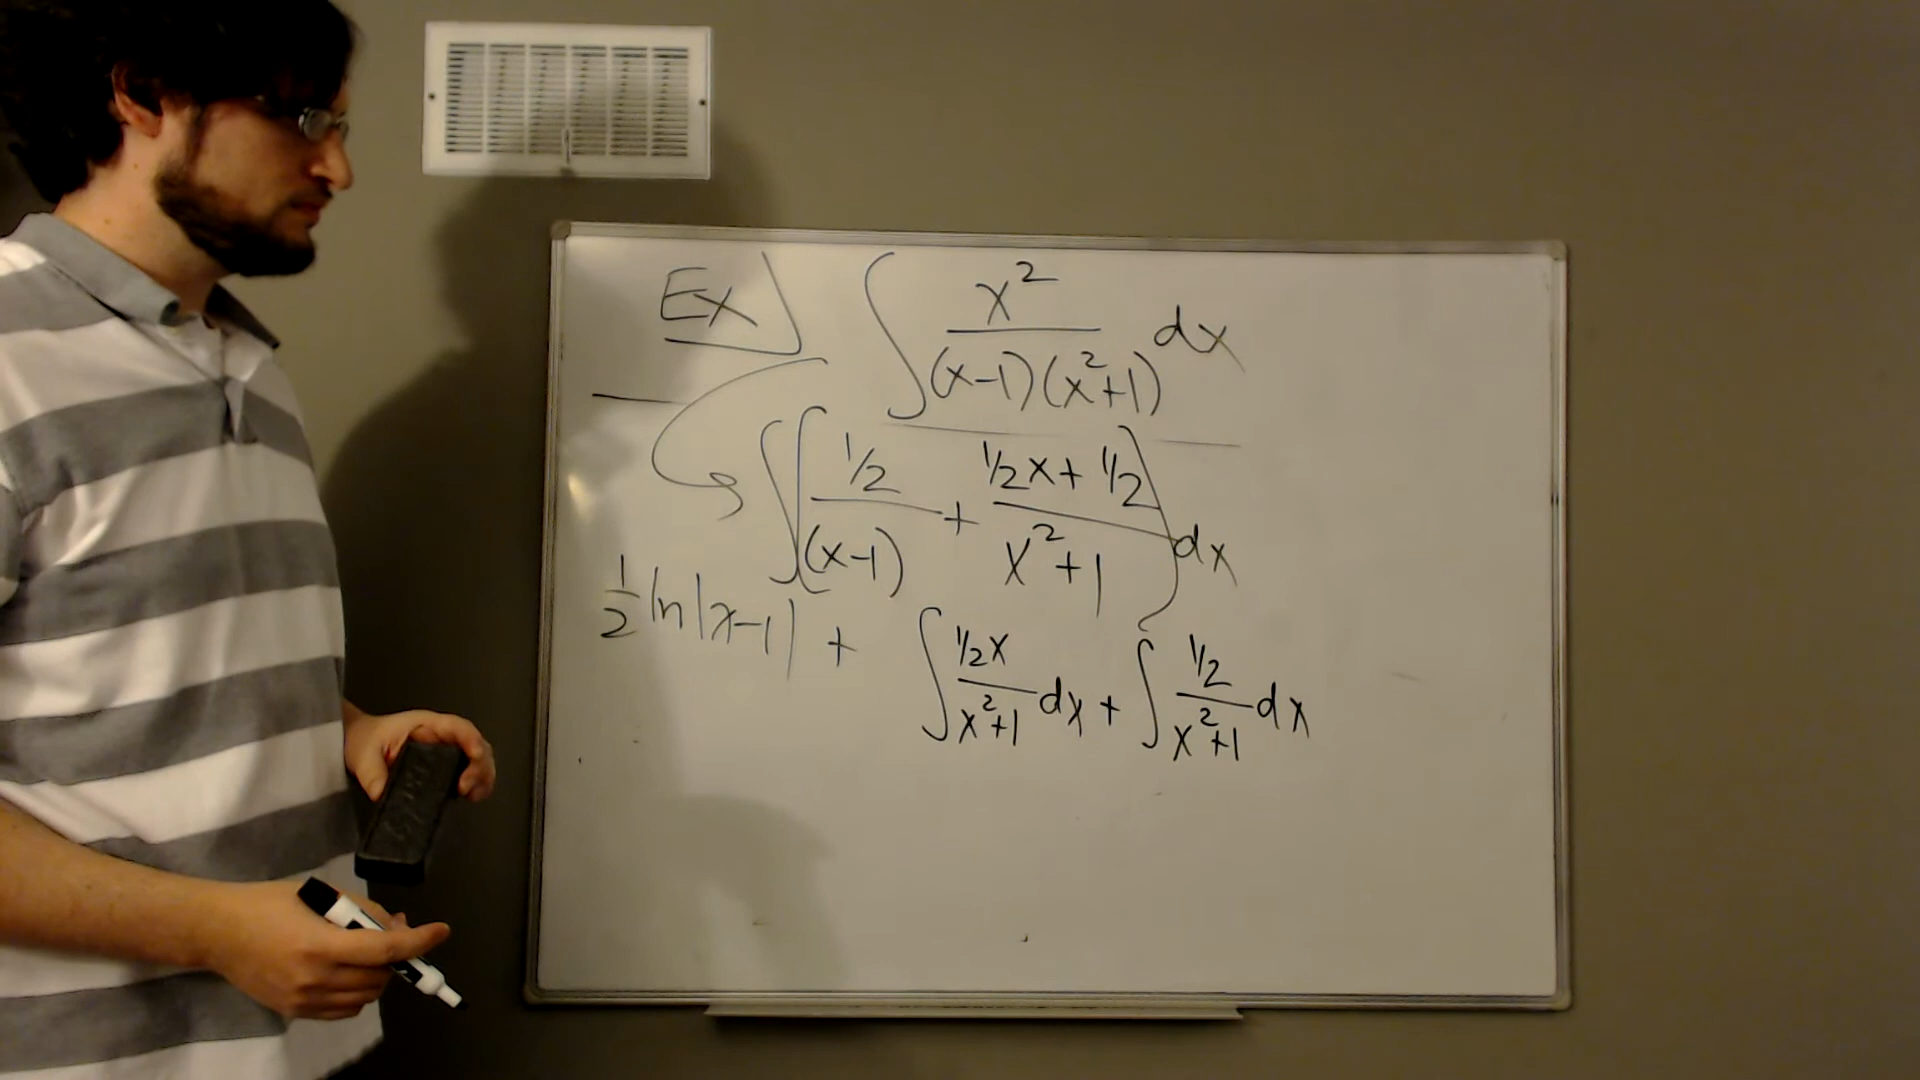 Ex) ∫ x² / (x-1)(x²+1) dx
∫ ( 1/2 / (x-1) + 1/2x + 1/2 / x²+1 ) dx
1/2 ln|x-1| + ∫ 1/2x / x²+1 dx + ∫ 1/2 / x²+1 dx